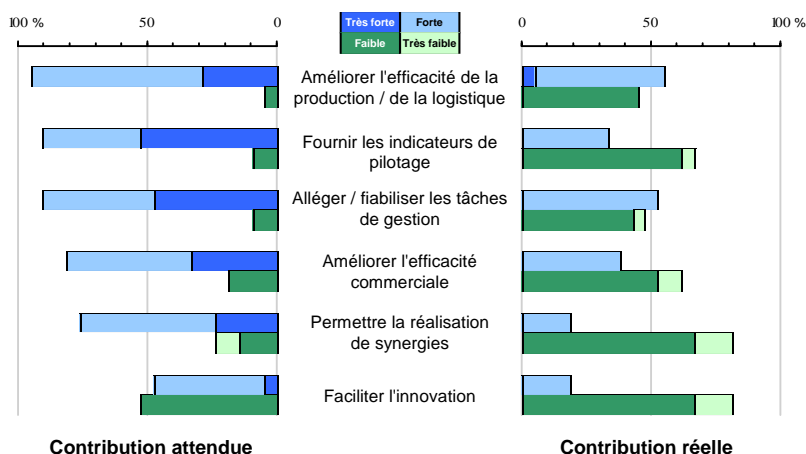 100 % 50 0
Très forte Forte
Faible Très faible
0 50 100 %
Améliorer l'efficacité de la
production / de la logistique
Fournir les indicateurs de
pilotage
Alléger / fiabiliser les tâches
de gestion
Améliorer l'efficacité
commerciale
Permettre la réalisation
de synergies
Faciliter l'innovation
Contribution attendue
Contribution réelle